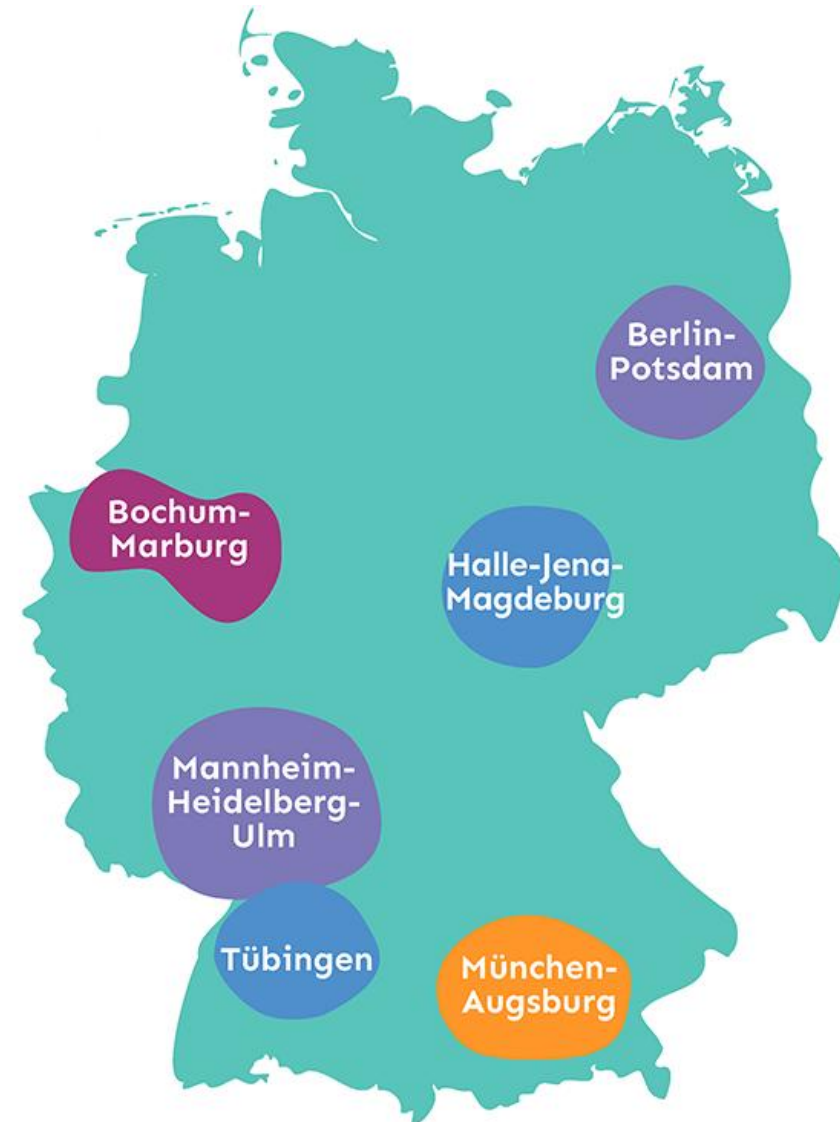 Berlin-
Potsdam
Bochum-
Marburg
Halle-Jena-
Magdeburg
Mannheim-
Heidelberg-
Ulm
Tübingen
München-
Augsburg